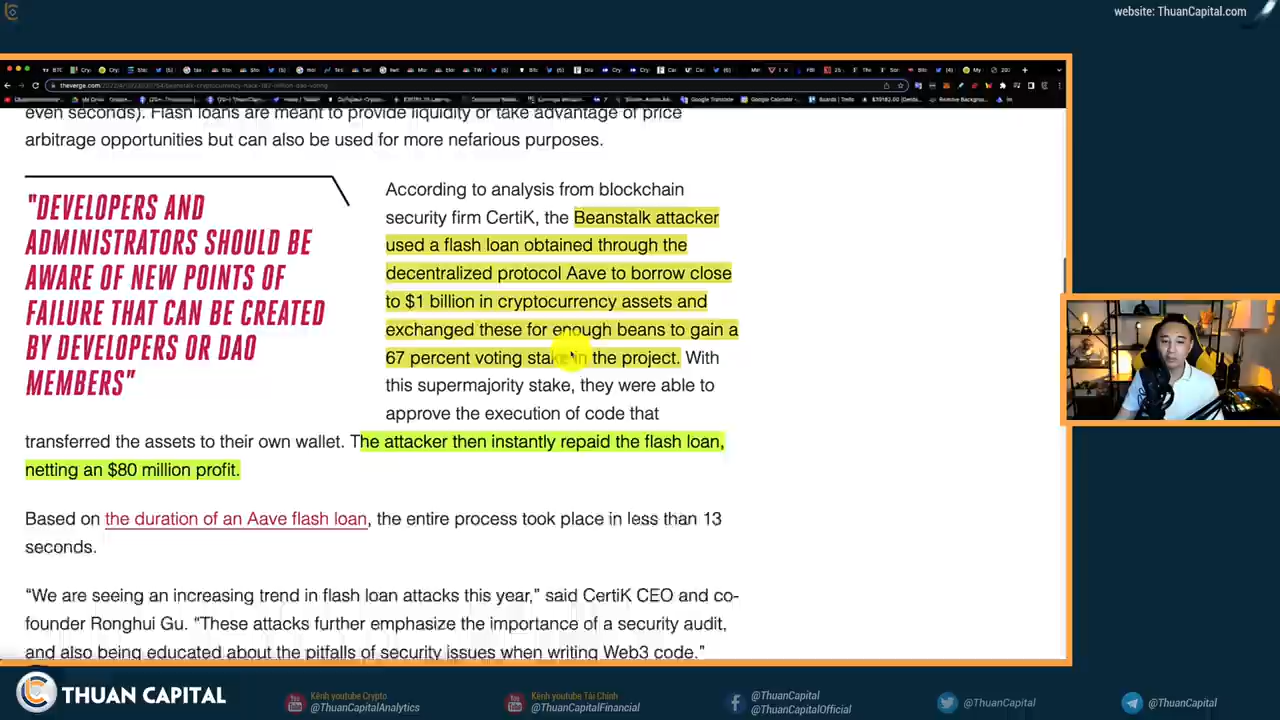 website: ThuanCapital.com
even seconds). Flash loans are meant to provide liquidity or take advantage of price
arbitrage opportunities but can also be used for more nefarious purposes.
"DEVELOPERS AND
ADMINISTRATORS SHOULD BE
AWARE OF NEW POINTS OF
FAILURE THAT CAN BE CREATED
BY DEVELOPERS OR DAO
MEMBERS"
According to analysis from blockchain
security firm CertiK, the Beanstalk attacker
used a flash loan obtained through the
decentralized protocol Aave to borrow close
to $1 billion in cryptocurrency assets and
exchanged these for enough beans to gain a
67 percent voting stake in the project. With
this supermajority stake, they were able to
approve the execution of code that
transferred the assets to their own wallet. The attacker then instantly repaid the flash loan,
netting an $80 million profit.
Based on the duration of an Aave flash loan, the entire process took place in less than 13
seconds.
“We are seeing an increasing trend in flash loan attacks this year,” said CertiK CEO and co-
founder Ronghui Gu. “These attacks further emphasize the importance of a security audit,
and also being educated about the pitfalls of security issues when writing Web3 code.”
THUAN CAPITAL
Kênh youtube Crypto
@ThuanCapitalAnalytics
Kênh youtube Tài Chính
@ThuanCapitalFinancial
@ThuanCapital
@ThuanCapitalOfficial
@ThuanCapital
@ThuanCapital